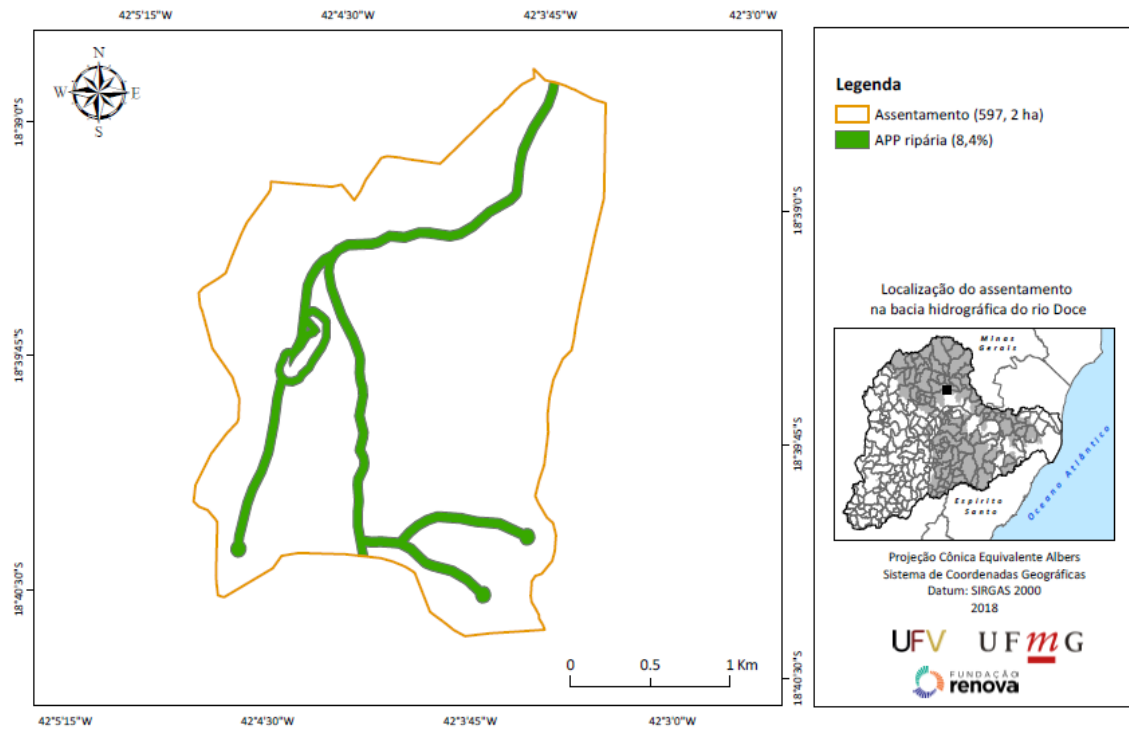 42°5'15"W 42°4'30"W 42°3'45"W 42°3'0"W
N
W E
S
18°39'0"S
18°39'45"S
18°40'30"S
18°39'0"S
18°39'45"S
18°40'30"S
0 0.5 1 Km
42°5'15"W 42°4'30"W 42°3'45"W 42°3'0"W
Legenda
Assentamento (597, 2 ha)
APP ripária (8,4%)
Localização do assentamento
na bacia hidrográfica do rio Doce
Minas
Gerais
Espírito
Santo
Oceano Atlântico
Projeção Cônica Equivalente Albers
Sistema de Coordenadas Geográficas
Datum: SIRGAS 2000
2018
UFV UFmG
FUNDAÇÃO
renova